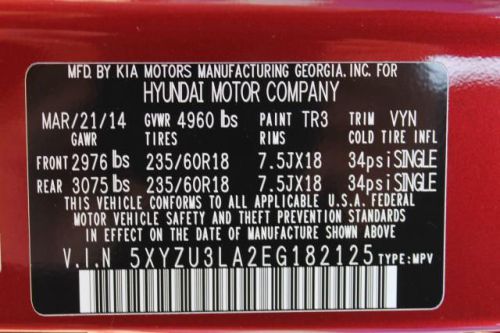 MFD. BY KIA MOTORS MANUFACTURING GEORGIA, INC. FOR
HYUNDAI MOTOR COMPANY
MAR/21/14 GVWR 4960 lbs PAINT TR3 TRIM VYN
GAWR TIRES RIMS COLD TIRE INFL
FRONT 2976 lbs 235/60R18 7.5JX18 34psi SINGLE
REAR 3075 lbs 235/60R18 7.5JX18 34psi SINGLE
THIS VEHICLE CONFORMS TO ALL APPLICABLE U.S.A. FEDERAL
MOTOR VEHICLE SAFETY AND THEFT PREVENTION STANDARDS
IN EFFECT ON THE DATE OF MANUFACTURE SHOWN ABOVE.
V.I.N 5XYZU3LA2EG182125 TYPE: MPV